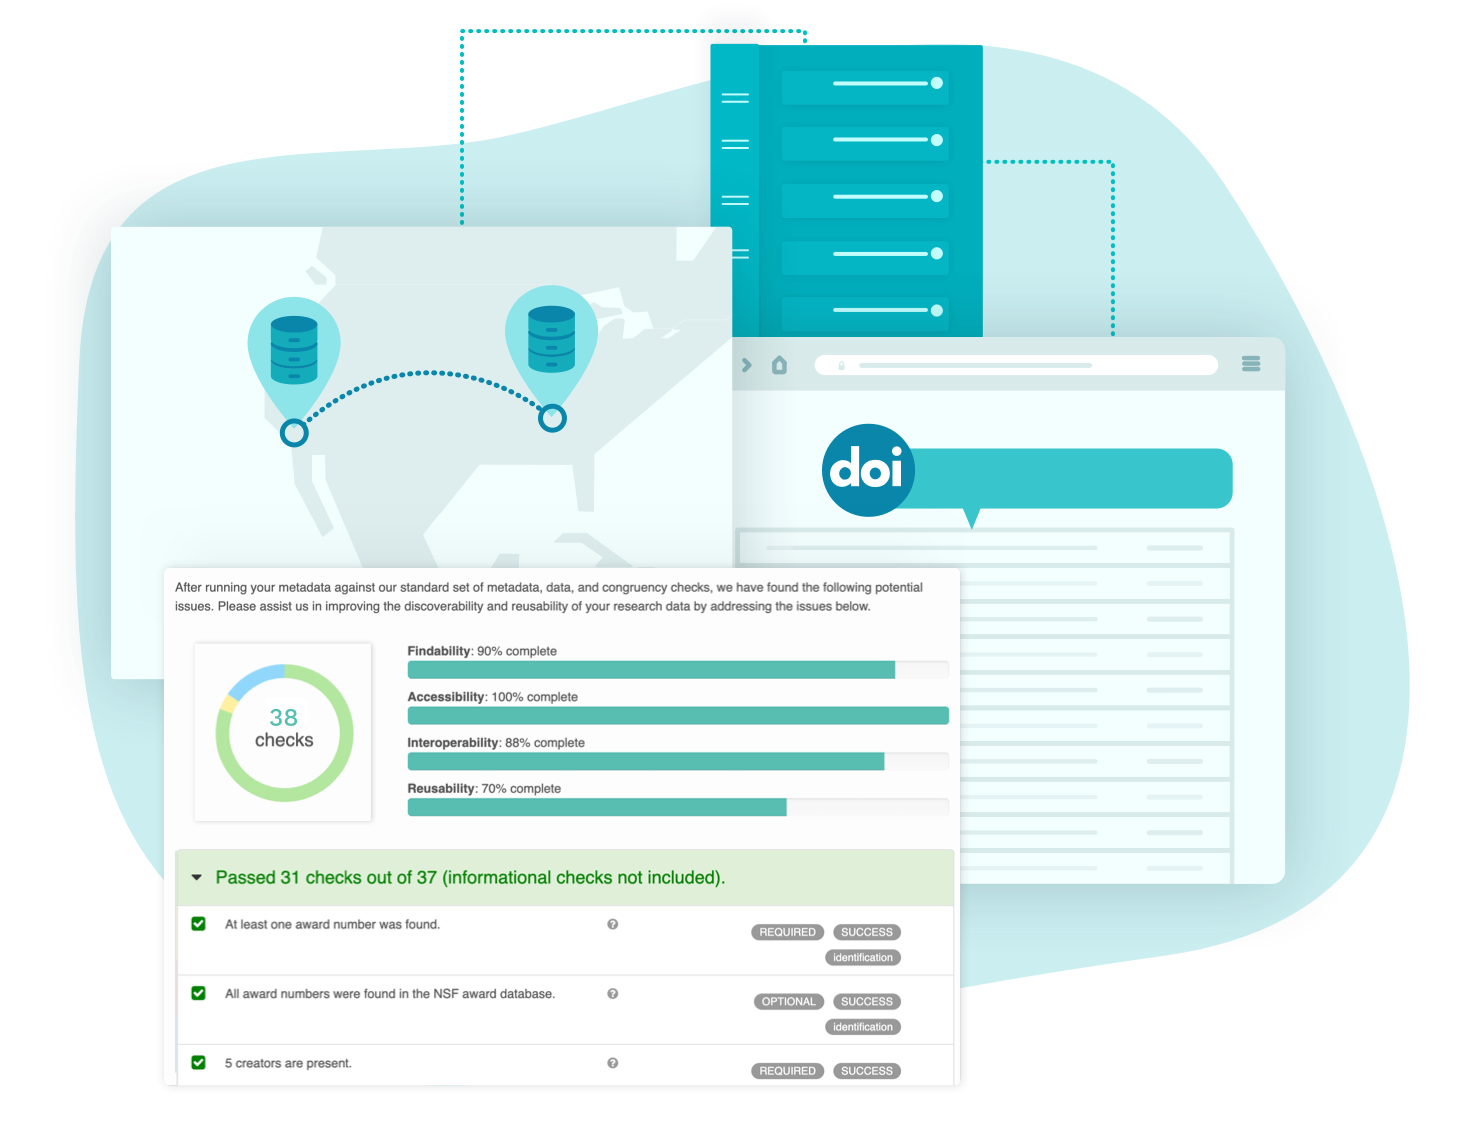 doi
After running your metadata against our standard set of metadata, data, and congruency checks, we have found the following potential
issues. Please assist us in improving the discoverability and reusability of your research data by addressing the issues below.
38
checks
Findability: 90% complete
Accessibility: 100% complete
Interoperability: 88% complete
Reusability: 70% complete
Passed 31 checks out of 37 (informational checks not included).
At least one award number was found. ? REQUIRED SUCCESS
identification
All award numbers were found in the NSF award database. ? OPTIONAL SUCCESS
identification
5 creators are present. ? REQUIRED SUCCESS